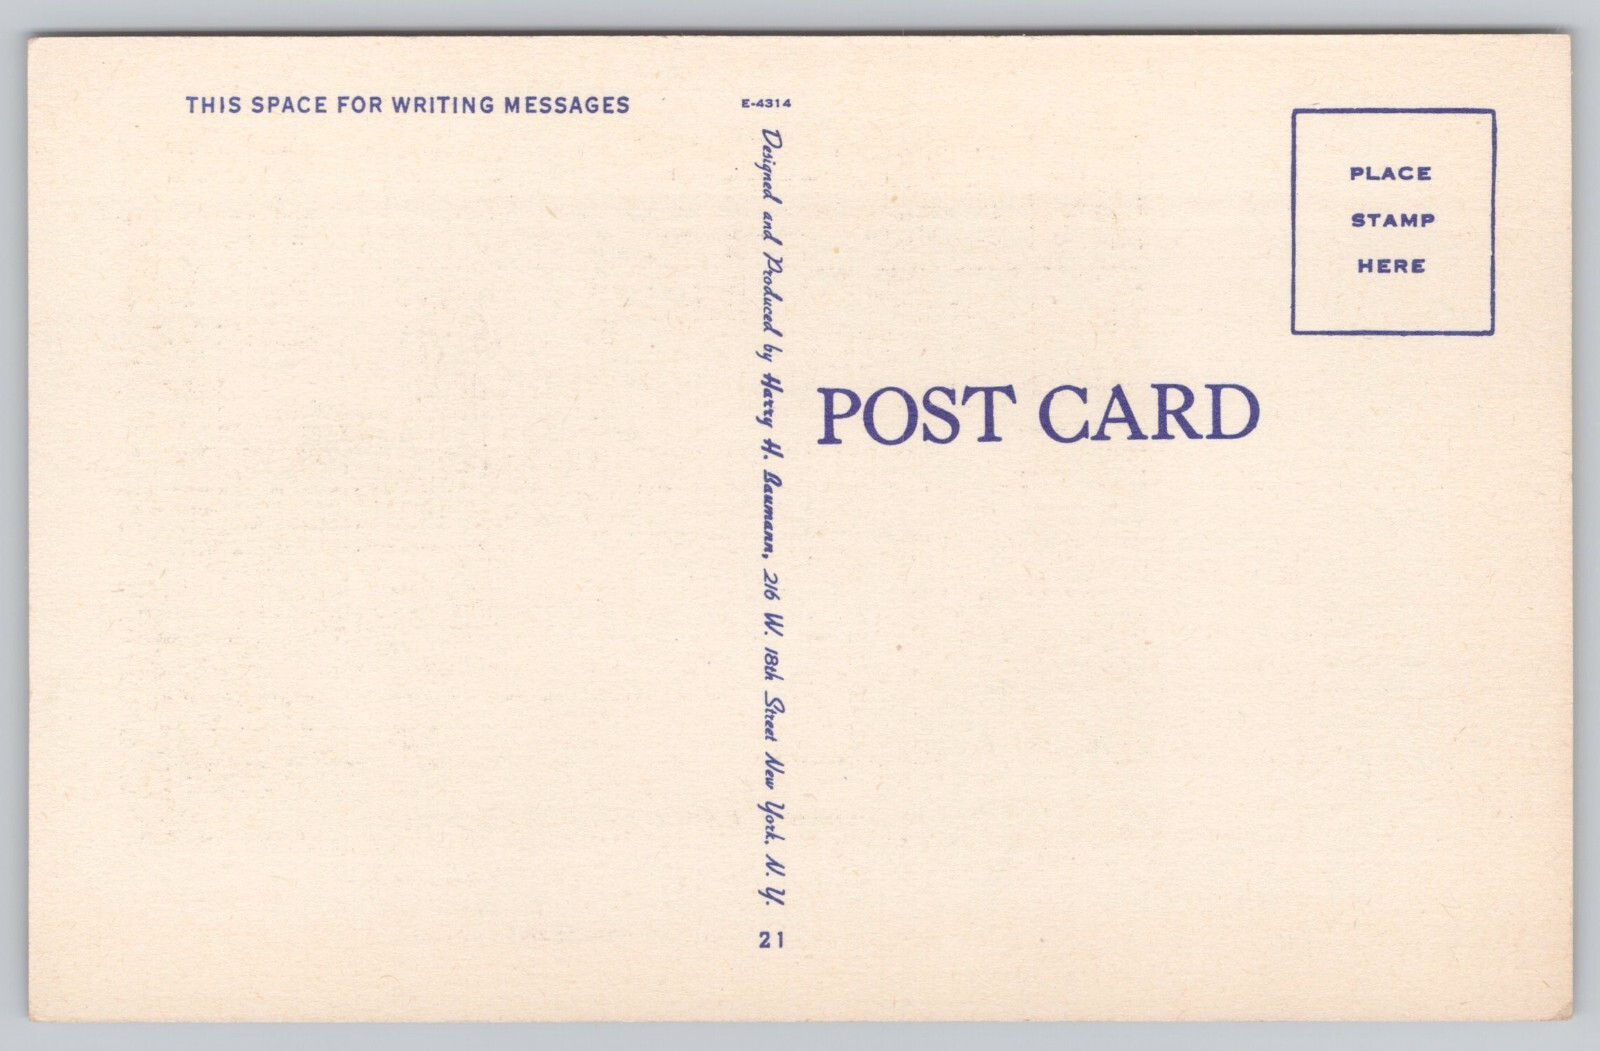 THIS SPACE FOR WRITING MESSAGES
E-4314
Designed and Produced by Harry H. Baumann, 216 W. 18th Street New York, N. Y.
21
PLACE
STAMP
HERE
POST CARD